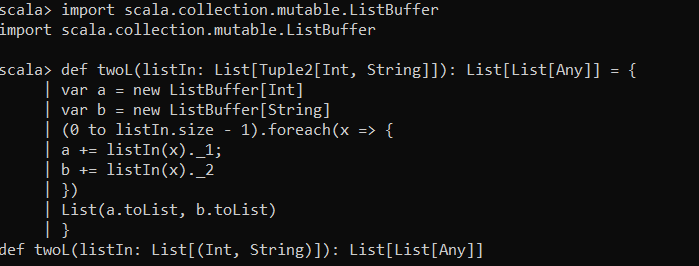 scala> import scala.collection.mutable.ListBuffer
import scala.collection.mutable.ListBuffer
scala> def twoL(listIn: List[Tuple2[Int, String]]): List[List[Any]] = {
| var a = new ListBuffer[Int]
| var b = new ListBuffer[String]
| (0 to listIn.size - 1).foreach(x => {
| a += listIn(x)._1;
| b += listIn(x)._2
| })
| List(a.toList, b.toList)
| }
def twoL(listIn: List[(Int, String)]): List[List[Any]]